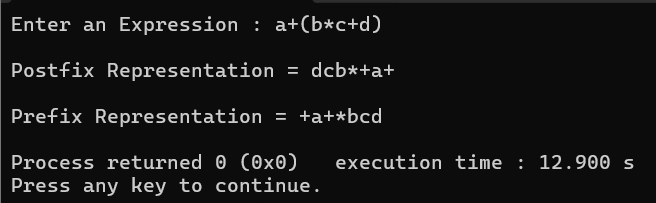 Enter an Expression : a+(b*c+d)
Postfix Representation = dcb*+a+
Prefix Representation = +a+*bcd
Process returned 0 (0x0)   execution time : 12.900 s
Press any key to continue.